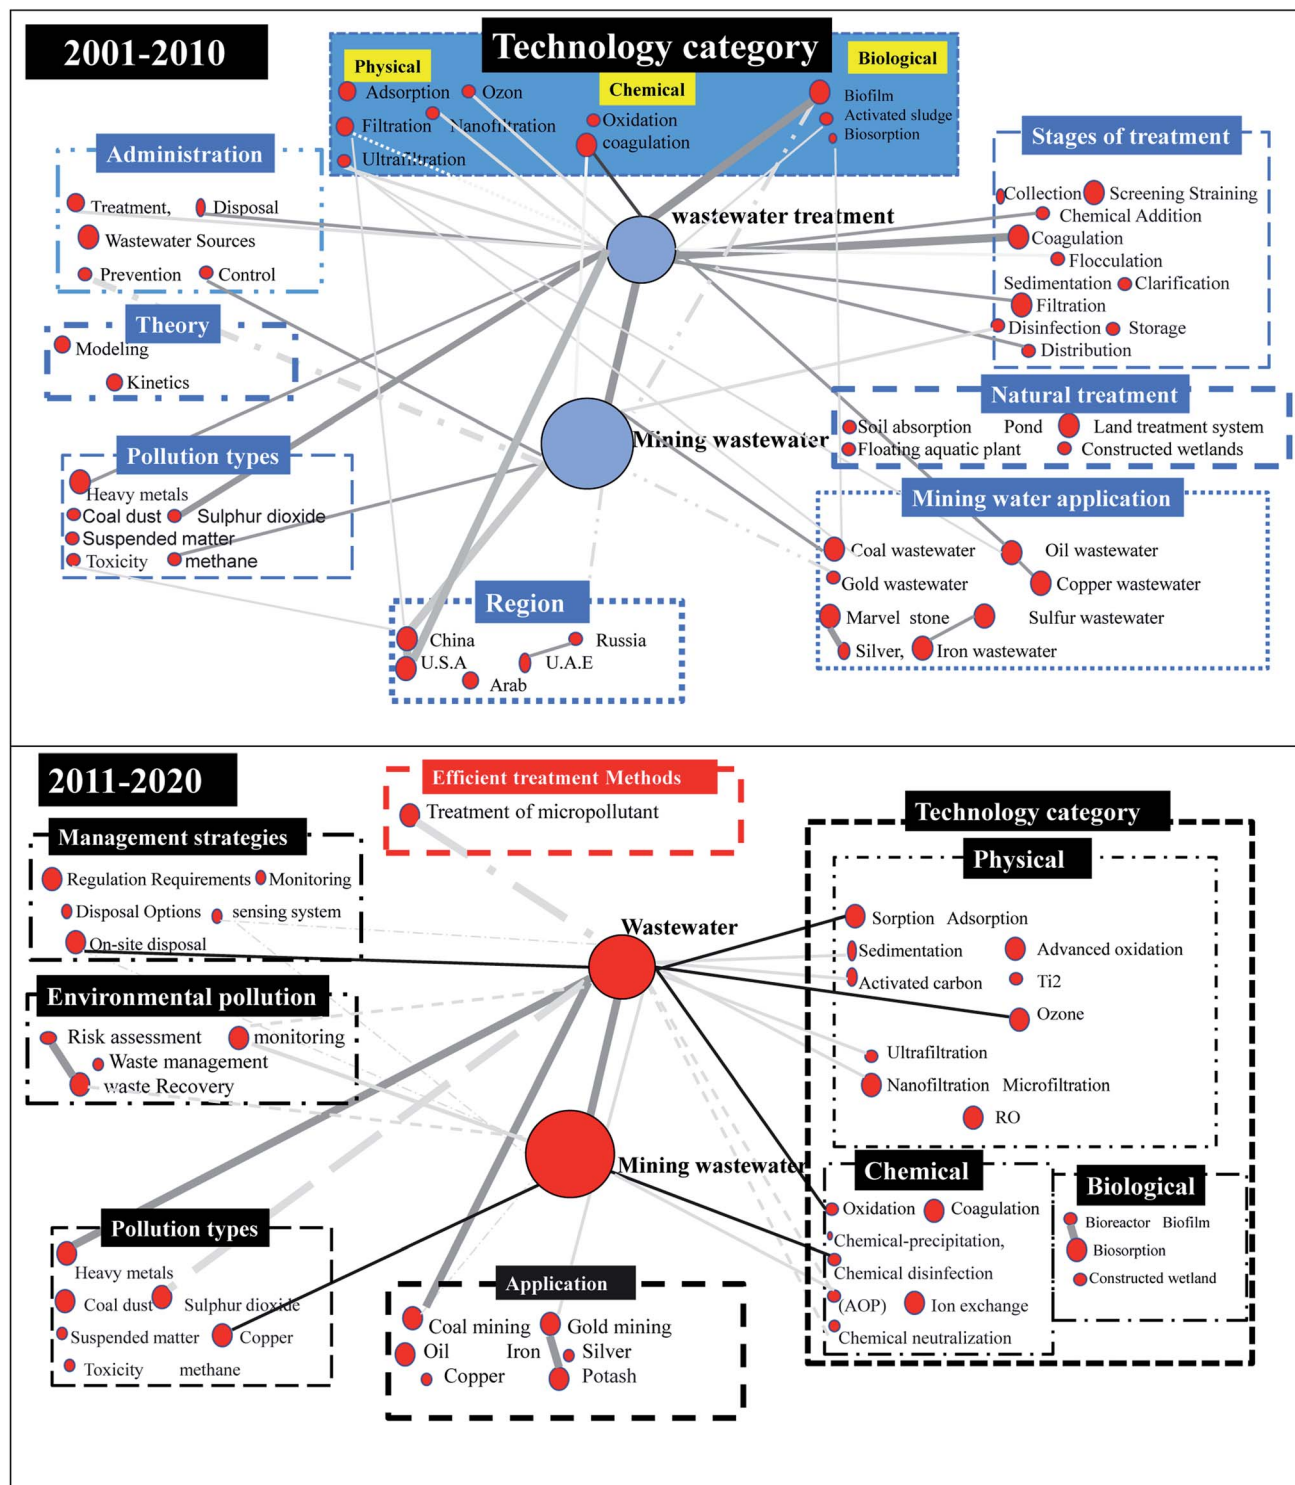 2001-2010
Technology category
Physical
Chemical
Biological
Adsorption
Ozon
Filtration
Nanofiltration
Ultrafiltration
Oxidation
coagulation
Biofilm
Activated sludge
Biosorption
Administration
Treatment,
Disposal
Wastewater Sources
Prevention
Control
Theory
Modeling
Kinetics
Pollution types
Heavy metals
Coal dust
Sulphur dioxide
Suspended matter
Toxicity
methane
wastewater treatment
Mining wastewater
Stages of treatment
Collection
Screening Straining
Chemical Addition
Coagulation
Flocculation
Sedimentation
Clarification
Filtration
Disinfection
Storage
Distribution
Natural treatment
Soil absorption
Pond
Land treatment system
Floating aquatic plant
Constructed wetlands
Mining water application
Coal wastewater
Oil wastewater
Gold wastewater
Copper wastewater
Marvel stone
Sulfur wastewater
Silver,
Iron wastewater
Region
China
Russia
U.S.A
U.A.E
Arab
2011-2020
Efficient treatment Methods
Treatment of micropollutant
Management strategies
Regulation Requirements
Monitoring
Disposal Options
sensing system
On-site disposal
Environmental pollution
Risk assessment
monitoring
Waste management
waste Recovery
Wastewater
Mining wastewater
Pollution types
Heavy metals
Coal dust
Sulphur dioxide
Suspended matter
Copper
Toxicity
methane
Application
Coal mining
Gold mining
Oil
Iron
Silver
Copper
Potash
Technology category
Physical
Sorption Adsorption
Sedimentation
Advanced oxidation
Activated carbon
Ti2
Ozone
Ultrafiltration
Nanofiltration Microfiltration
RO
Chemical
Oxidation
Coagulation
Chemical-precipitation,
Chemical disinfection
(AOP)
Ion exchange
Chemical neutralization
Biological
Bioreactor Biofilm
Biosorption
Constructed wetland